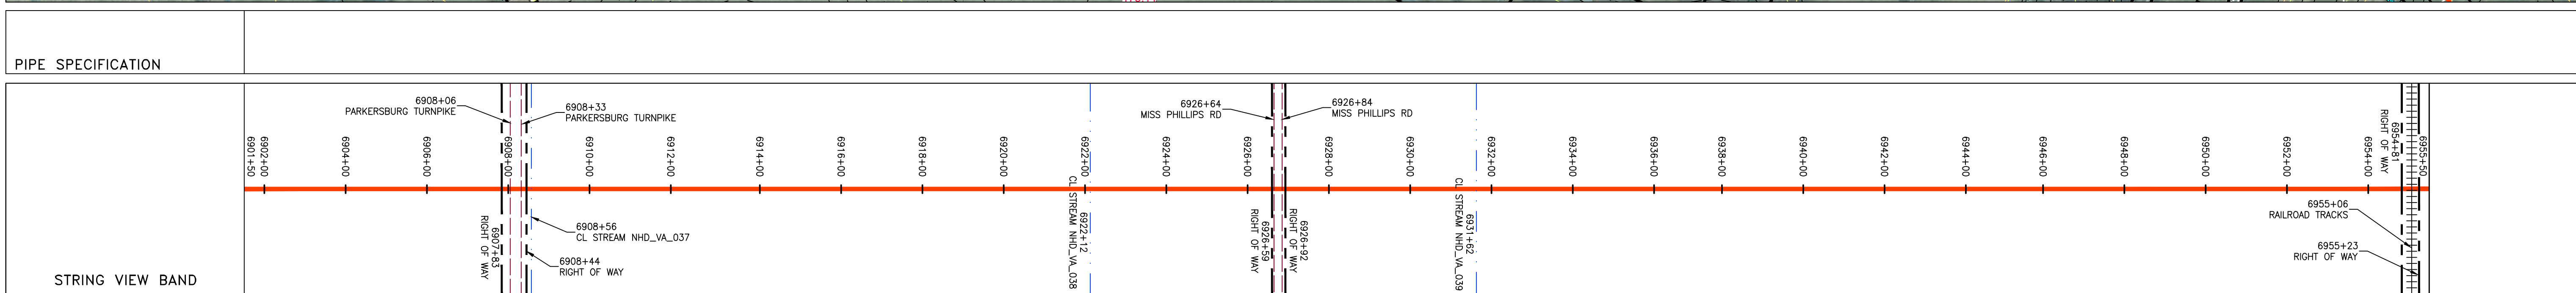 PIPE SPECIFICATION
STRING VIEW BAND
6901+50
6902+00
6904+00
6906+00
6908+00
6910+00
6912+00
6914+00
6916+00
6918+00
6920+00
6922+00
6924+00
6926+00
6928+00
6930+00
6932+00
6934+00
6936+00
6938+00
6940+00
6942+00
6944+00
6946+00
6948+00
6950+00
6952+00
6954+00
6955+50
6908+06
PARKERSBURG TURNPIKE
6908+33
PARKERSBURG TURNPIKE
6907+83
RIGHT OF WAY
6908+56
CL STREAM NHD_VA_037
6908+44
RIGHT OF WAY
6922+12
CL STREAM NHD_VA_038
6926+64
MISS PHILLIPS RD
6926+84
MISS PHILLIPS RD
6926+59
RIGHT OF WAY
6926+92
RIGHT OF WAY
6931+62
CL STREAM NHD_VA_039
6954+81
RIGHT OF WAY
6955+06
RAILROAD TRACKS
6955+23
RIGHT OF WAY